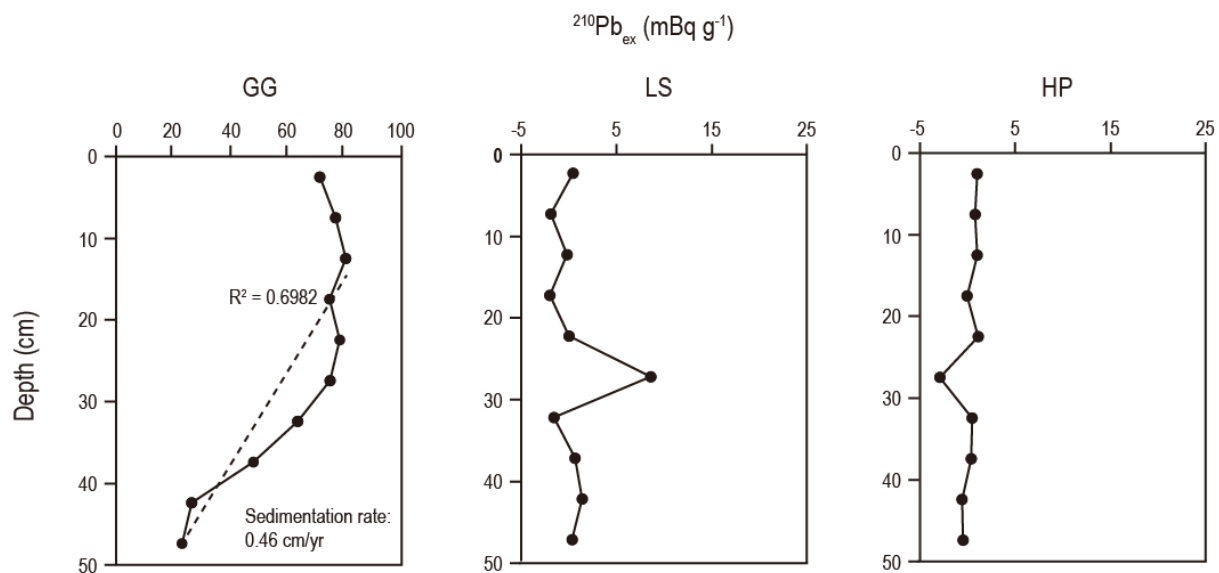 ²¹⁰Pbₑₓ (mBq g⁻¹)
GG
LS
HP
0 20 40 60 80 100
-5 5 15 25
-5 5 15 25
Depth (cm)
0
10
20
30
40
50
R² = 0.6982
Sedimentation rate:
0.46 cm/yr
0
10
20
30
40
50
0
10
20
30
40
50